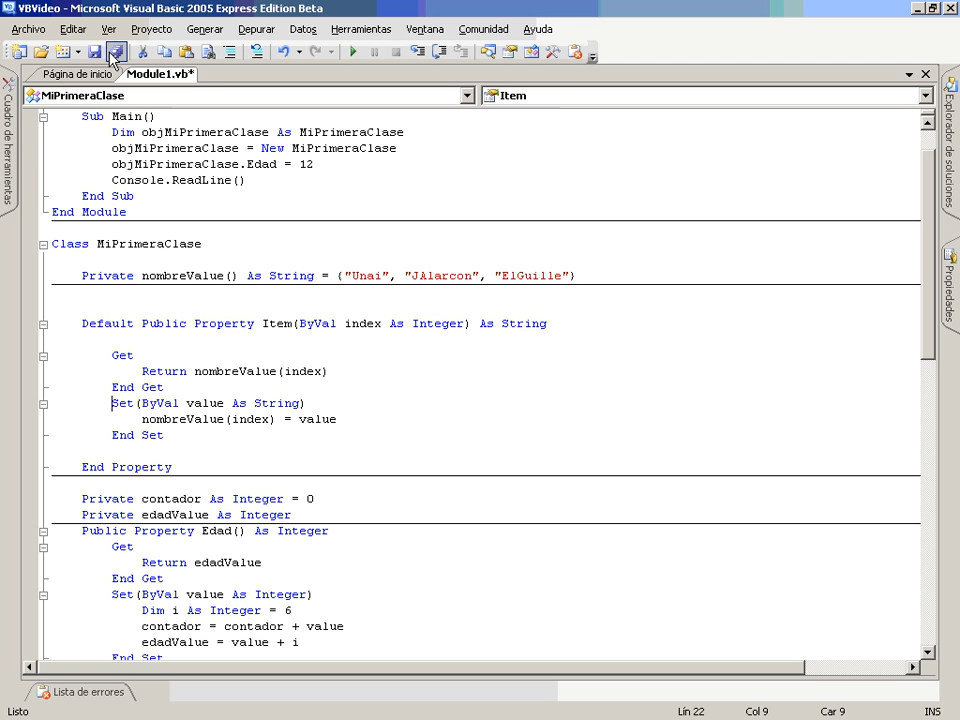 VBVideo - Microsoft Visual Basic 2005 Express Edition Beta
Archivo Editar Ver Proyecto Generar Depurar Datos Herramientas Ventana Comunidad Ayuda
Página de inicio Module1.vb*
MiPrimeraClase Item
Cuadro de herramientas
Explorador de soluciones
Propiedades
Sub Main()
Dim objMiPrimeraClase As MiPrimeraClase
objMiPrimeraClase = New MiPrimeraClase
objMiPrimeraClase.Edad = 12
Console.ReadLine()
End Sub
End Module
Class MiPrimeraClase
Private nombreValue() As String = {"Unai", "JAlarcon", "ElGuille"}
Default Public Property Item(ByVal index As Integer) As String
Get
Return nombreValue(index)
End Get
Set(ByVal value As String)
nombreValue(index) = value
End Set
End Property
Private contador As Integer = 0
Private edadValue As Integer
Public Property Edad() As Integer
Get
Return edadValue
End Get
Set(ByVal value As Integer)
Dim i As Integer = 6
contador = contador + value
edadValue = value + i
End Set
Lista de errores
Listo Lín 22 Col 9 Car 9 INS